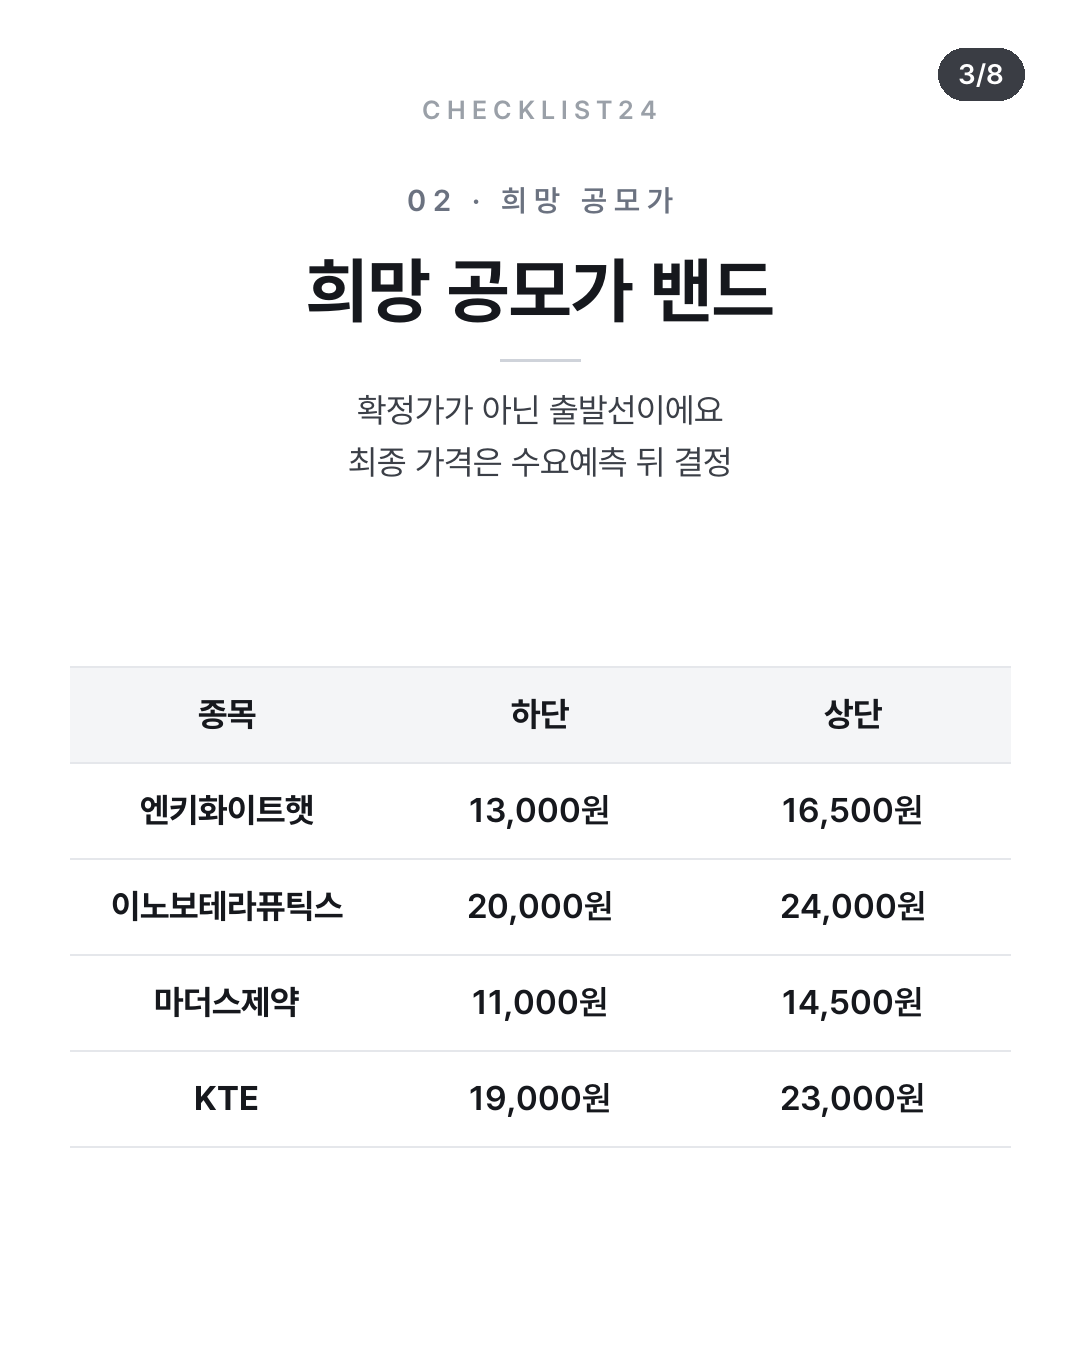 3/8
CHECKLIST24
02 · 희망 공모가
희망 공모가 밴드
확정가가 아닌 출발선이에요
최종 가격은 수요예측 뒤 결정
종목 하단 상단
엔키화이트햇 13,000원 16,500원
이노보테라퓨틱스 20,000원 24,000원
마더스제약 11,000원 14,500원
KTE 19,000원 23,000원